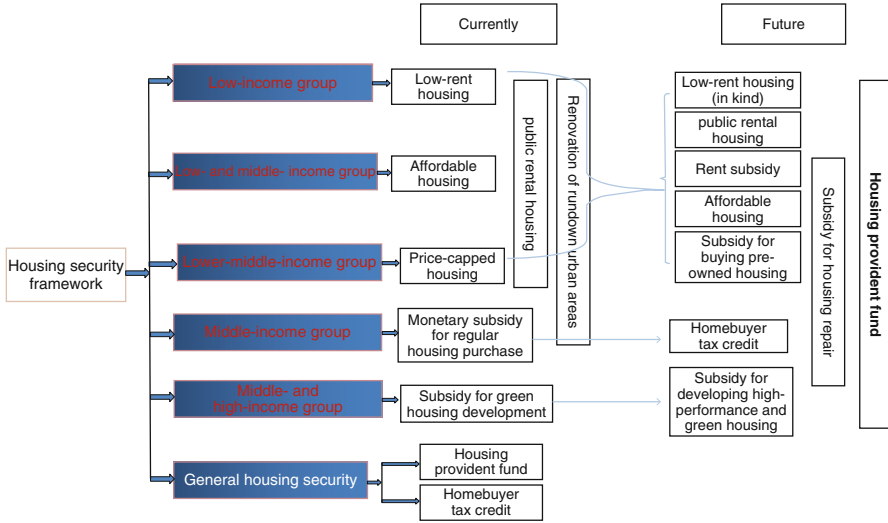 Currently
Future
Housing security
framework
Low-income group
Low-rent
housing
Low- and middle- income group
Affordable
housing
Lower-middle-income group
Price-capped
housing
Middle-income group
Monetary subsidy
for regular
housing purchase
Middle- and
high-income group
Subsidy for green
housing development
General housing security
Housing
provident fund
Homebuyer
tax credit
public rental housing
Renovation of rundown urban areas
Low-rent housing
(in kind)
public rental
housing
Rent subsidy
Affordable
housing
Subsidy for
buying pre-
owned housing
Homebuyer
tax credit
Subsidy for
developing high-
performance and
green housing
Subsidy for housing repair
Housing provident fund